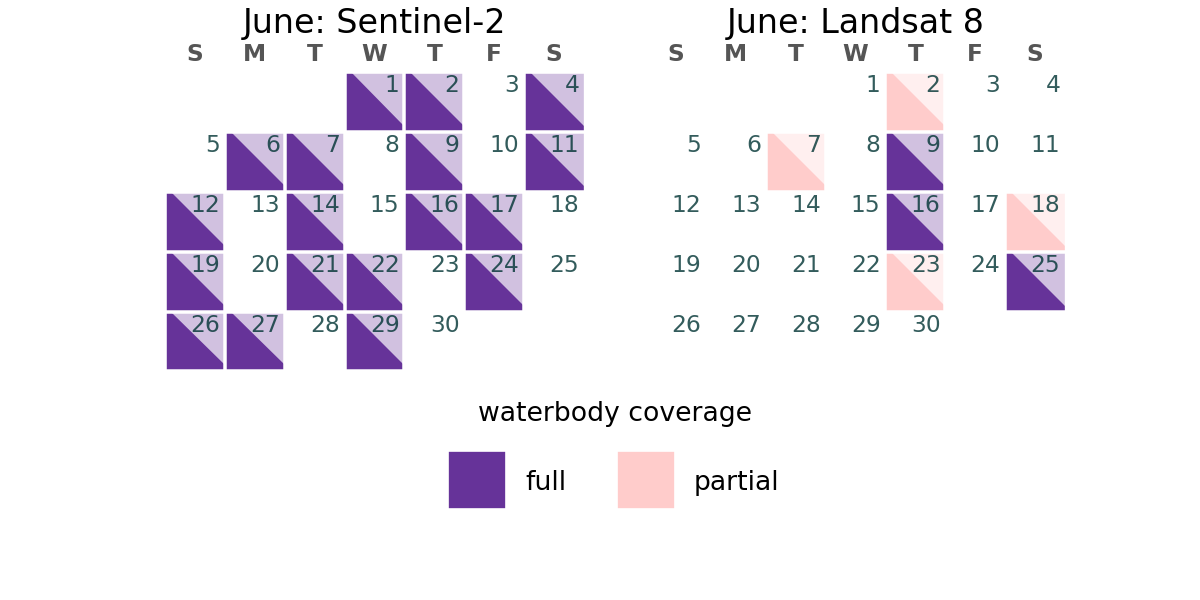 June: Sentinel-2
S M T W T F S
1 2 3 4
5 6 7 8 9 10 11
12 13 14 15 16 17 18
19 20 21 22 23 24 25
26 27 28 29 30
June: Landsat 8
S M T W T F S
1 2 3 4
5 6 7 8 9 10 11
12 13 14 15 16 17 18
19 20 21 22 23 24 25
26 27 28 29 30
waterbody coverage
full partial